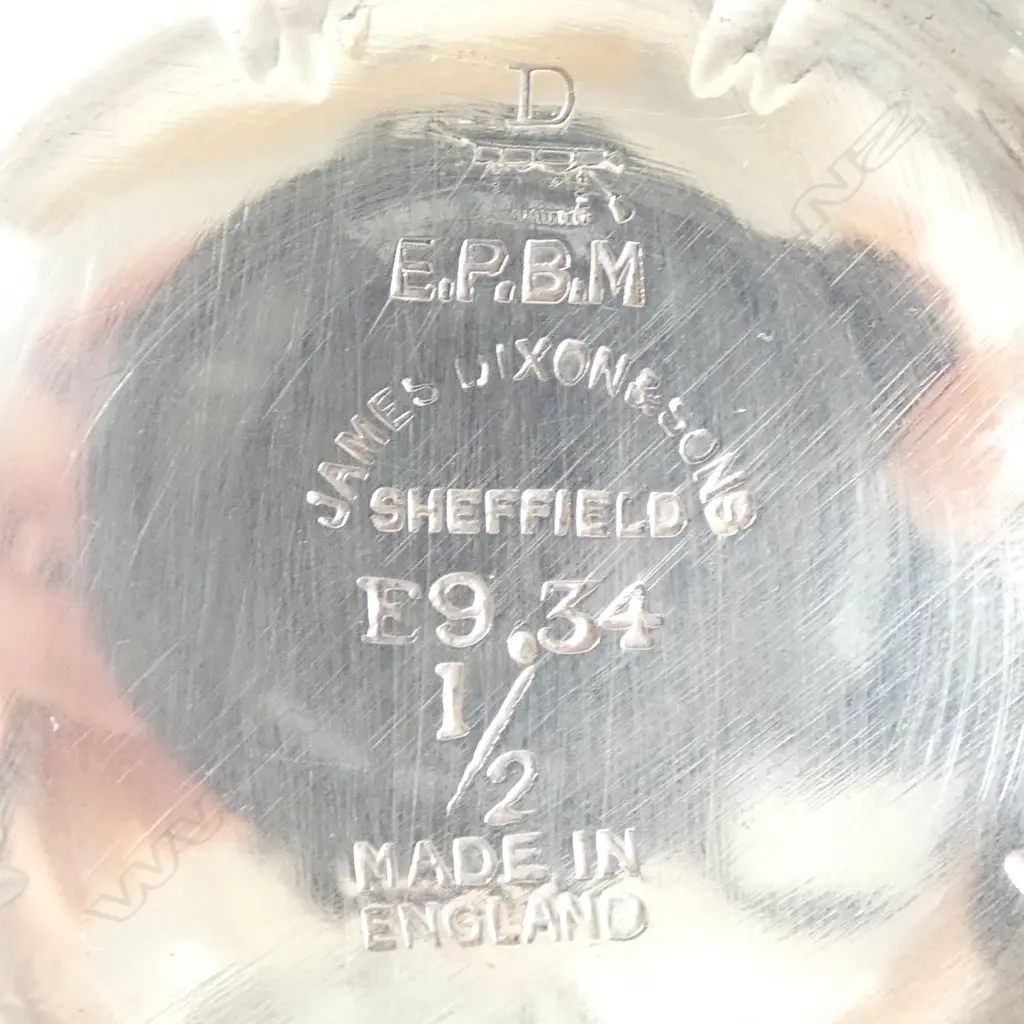 D
E.P.B.M
JAMES DIXON & SONS
SHEFFIELD
E9.34
1/2
MADE IN
ENGLAND